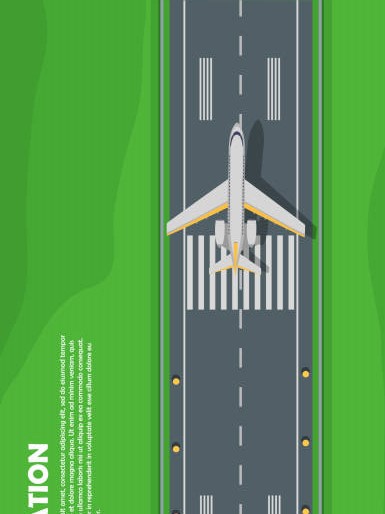 ATION
it amet, consectetur adipiscing elit, sed do eiusmod tempor
et dolore magna aliqua. Ut enim ad minim veniam, quis
ullamco laboris nisi ut aliquip ex ea commodo consequat.
r in reprehenderit in voluptate velit esse cillum dolore eu
r.